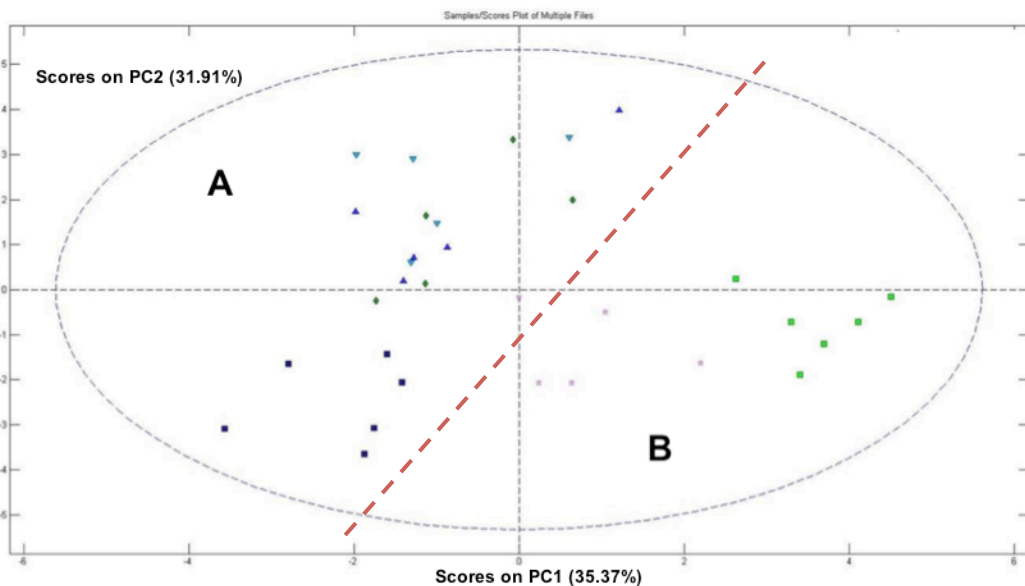 Samples/Scores Plot of Multiple Files
5
Scores on PC2 (31.91%)
4
3
A
2
1
0
-1
-2
-3
B
-4
-5
-6 -4 -2 0 2 4 6
Scores on PC1 (35.37%)